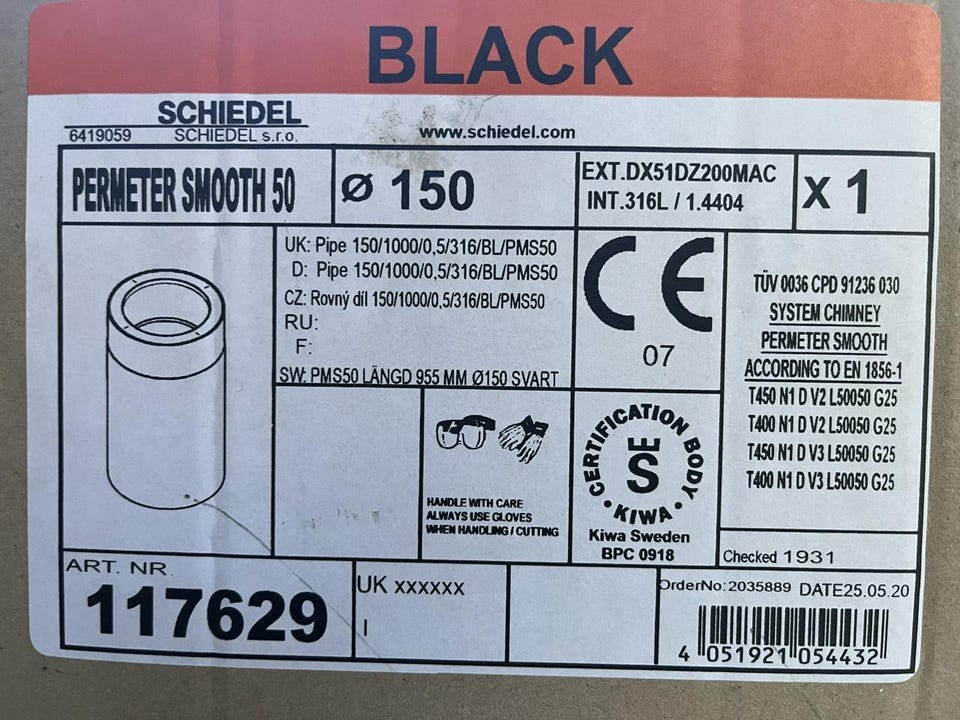 BLACK
SCHIEDEL
6419059 SCHIEDEL s.r.o. www.schiedel.com
PERMETER SMOOTH 50
Ø 150
EXT.DX51DZ200MAC
INT.316L / 1.4404
X 1
UK: Pipe 150/1000/0,5/316/BL/PMS50
D: Pipe 150/1000/0,5/316/BL/PMS50
CZ: Rovný díl 150/1000/0,5/316/BL/PMS50
RU:
F:
SW: PMS50 LÄNGD 955 MM Ø150 SVART
CE
07
TÜV 0036 CPD 91236 030
SYSTEM CHIMNEY
PERMETER SMOOTH
ACCORDING TO EN 1856-1
T450 N1 D V2 L50050 G25
T400 N1 D V2 L50050 G25
T450 N1 D V3 L50050 G25
T400 N1 D V3 L50050 G25
HANDLE WITH CARE
ALWAYS USE GLOVES
WHEN HANDLING / CUTTING
CERTIFICATION BODY
SE
• KIWA •
Kiwa Sweden
BPC 0918
Checked 1931
ART. NR.
117629
UK xxxxxx
I
OrderNo: 2035889 DATE25.05.20
4 051921 054432